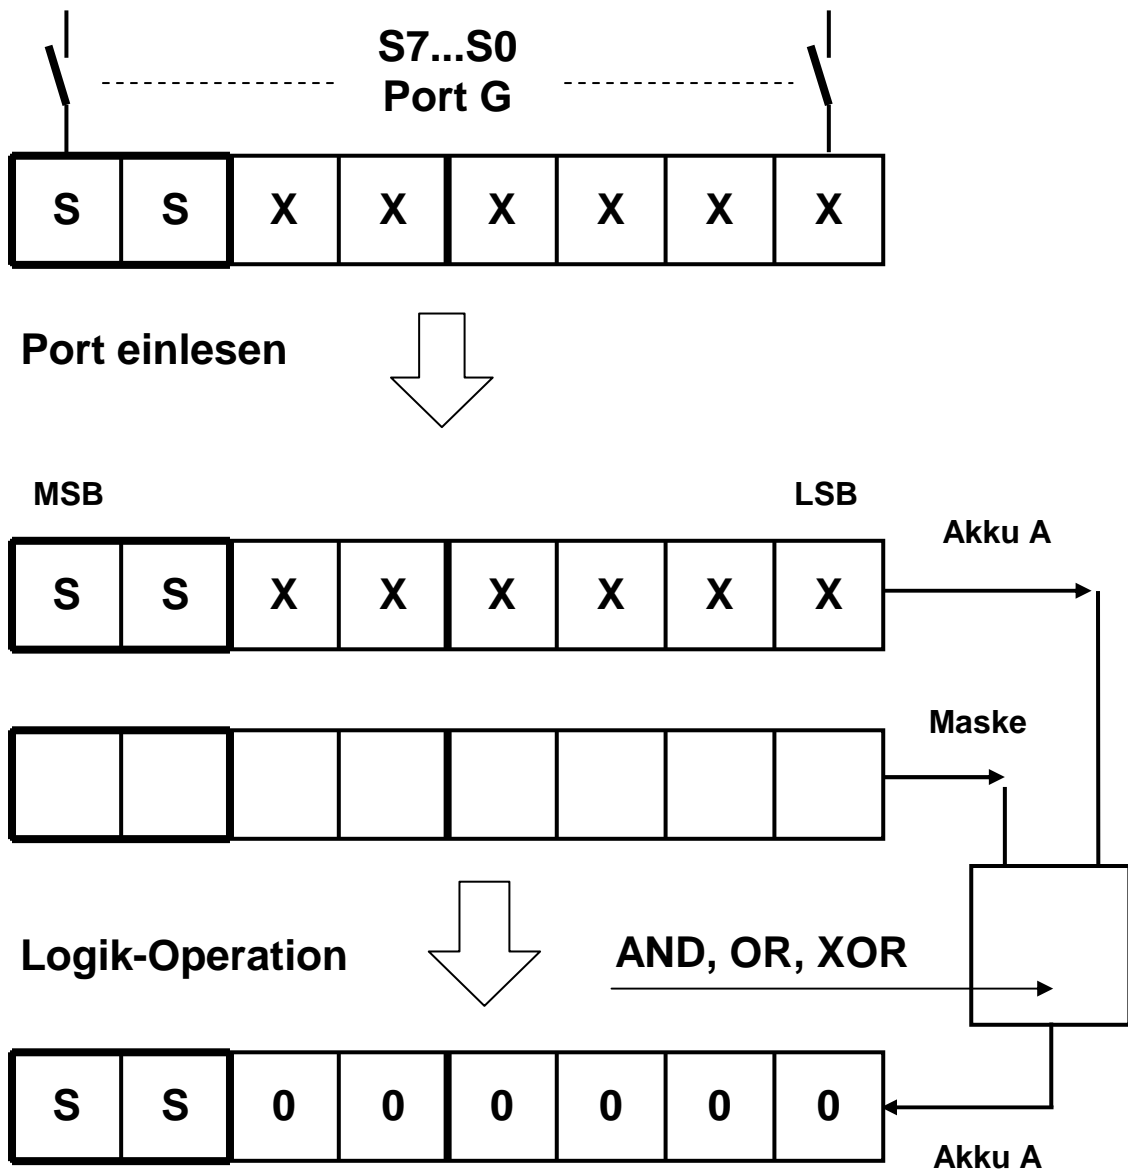 S7...S0
Port G
S S X X X X X X
Port einlesen
MSB LSB
Akku A
S S X X X X X X
Maske
Logik-Operation AND, OR, XOR
S S 0 0 0 0 0 0
Akku A